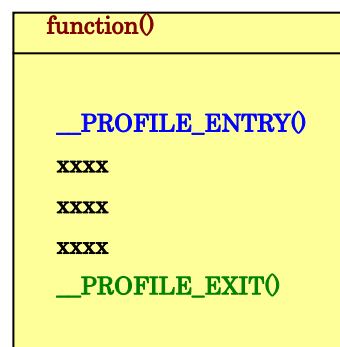 function()
__PROFILE_ENTRY()
xxxx
xxxx
xxxx
__PROFILE_EXIT()